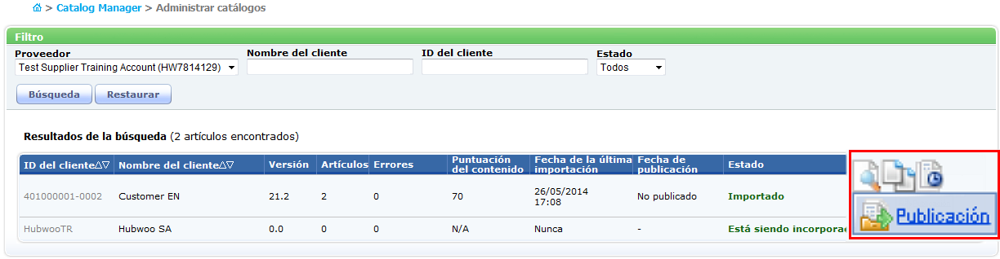 > Catalog Manager > Administrar catálogos
Filtro
Proveedor Nombre del cliente ID del cliente Estado
Test Supplier Training Account (HW7814129) Todos
Búsqueda Restaurar
Resultados de la búsqueda (2 artículos encontrados)
ID del cliente Nombre del cliente Versión Artículos Errores Puntuación del contenido Fecha de la última importación Fecha de publicación Estado
401000001-0002 Customer EN 21.2 2 0 70 26/05/2014 17:08 No publicado Importado
HubwooTR Hubwoo SA 0.0 0 0 N/A Nunca - Está siendo incorporad
Publicación